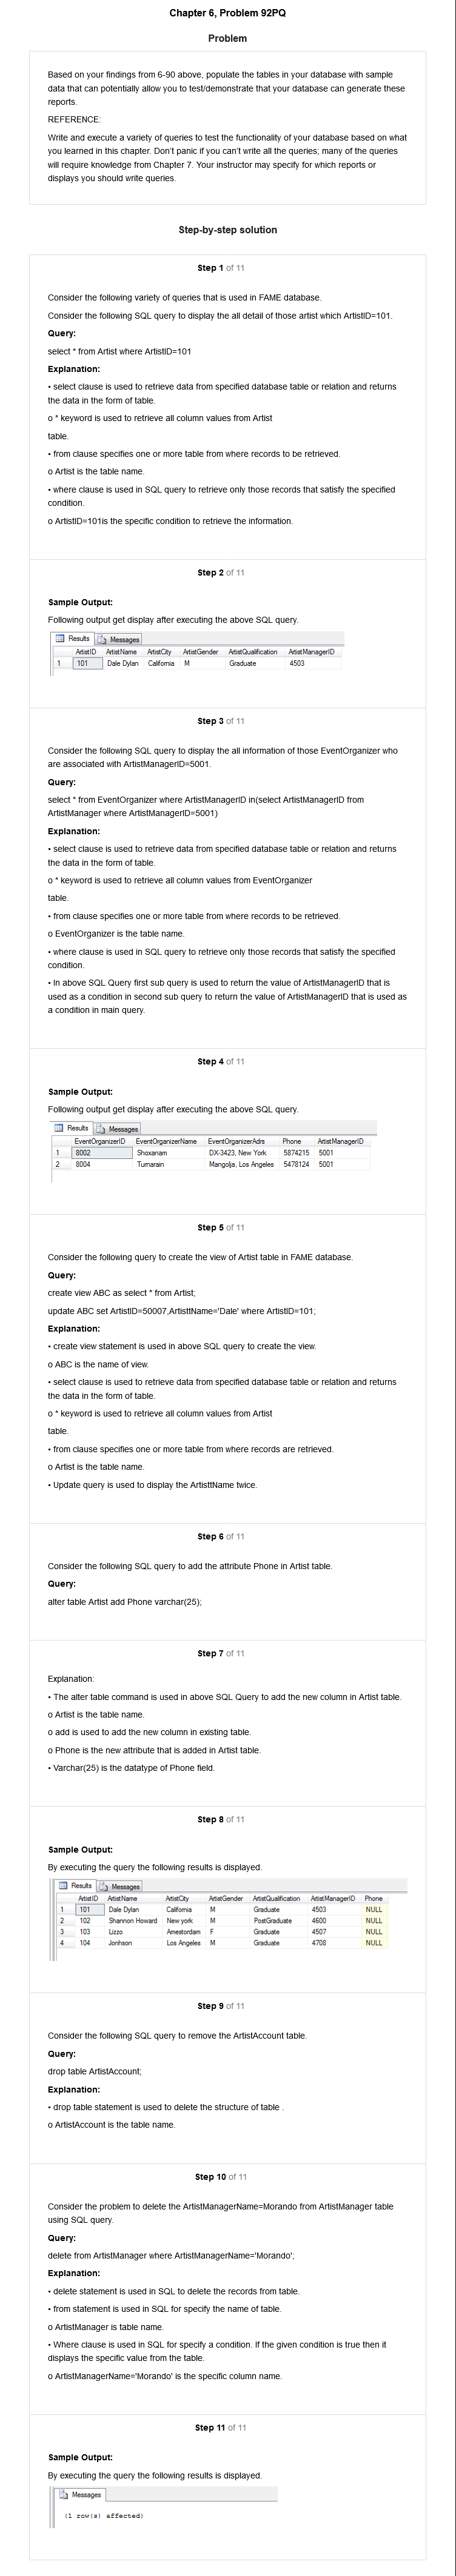 Chapter 6, Problem 92PQ
Problem
Based on your findings from 6-90 above, populate the tables in your database with sample
data that can potentially allow you to test/demonstrate that your database can generate these
reports.
REFERENCE:
Write and execute a variety of queries to test the functionality of your database based on what
you learned in this chapter. Don't panic if you can't write all the queries; many of the queries
will require knowledge from Chapter 7. Your instructor may specify for which reports or
displays you should write queries.
Step-by-step solution
Step 1 of 11
Consider the following variety of queries that is used in FAME database.
Consider the following SQL query to display the all detail of those artist which ArtistID=101.
Query:
select * from Artist where ArtistID=101
Explanation:
• select clause is used to retrieve data from specified database table or relation and returns
the data in the form of table.
o * keyword is used to retrieve all column values from Artist
table.
• from clause specifies one or more table from where records to be retrieved.
o Artist is the table name.
• where clause is used in SQL query to retrieve only those records that satisfy the specified
condition.
o ArtistID=101is the specific condition to retrieve the information.
Step 2 of 11
Sample Output:
Following output get display after executing the above SQL query.
Results Messages
ArtistID ArtistName ArtistCity ArtistGender ArtistQualification ArtistManagerID
1 101 Dale Dylan California M Graduate 4503
Step 3 of 11
Consider the following SQL query to display the all information of those EventOrganizer who
are associated with ArtistManagerID=5001.
Query:
select * from EventOrganizer where ArtistManagerID in(select ArtistManagerID from
ArtistManager where ArtistManagerID=5001)
Explanation:
• select clause is used to retrieve data from specified database table or relation and returns
the data in the form of table.
o * keyword is used to retrieve all column values from EventOrganizer
table.
• from clause specifies one or more table from where records to be retrieved.
o EventOrganizer is the table name.
• where clause is used in SQL query to retrieve only those records that satisfy the specified
condition.
• In above SQL Query first sub query is used to return the value of ArtistManagerID that is
used as a condition in second sub query to return the value of ArtistManagerID that is used as
a condition in main query.
Step 4 of 11
Sample Output:
Following output get display after executing the above SQL query.
Results Messages
EventOrganizerID EventOrganizerName EventOrganizerAdrs Phone ArtistManagerID
1 8002 Shoxanam DX-3423, New York 5874215 5001
2 8004 Tumarain Mangolja, Los Angeles 5478124 5001
Step 5 of 11
Consider the following query to create the view of Artist table in FAME database.
Query:
create view ABC as select * from Artist;
update ABC set ArtistID=50007,ArtisttName='Dale' where ArtistID=101;
Explanation:
• create view statement is used in above SQL query to create the view.
o ABC is the name of view.
• select clause is used to retrieve data from specified database table or relation and returns
the data in the form of table.
o * keyword is used to retrieve all column values from Artist
table.
• from clause specifies one or more table from where records are retrieved.
o Artist is the table name.
• Update query is used to display the ArtisttName twice.
Step 6 of 11
Consider the following SQL query to add the attribute Phone in Artist table.
Query:
alter table Artist add Phone varchar(25);
Step 7 of 11
Explanation:
• The alter table command is used in above SQL Query to add the new column in Artist table.
o Artist is the table name.
o add is used to add the new column in existing table.
o Phone is the new attribute that is added in Artist table.
• Varchar(25) is the datatype of Phone field.
Step 8 of 11
Sample Output:
By executing the query the following results is displayed.
Results Messages
ArtistID ArtistName ArtistCity ArtistGender ArtistQualification ArtistManagerID Phone
1 101 Dale Dylan California M Graduate 4503 NULL
2 102 Shannon Howard New york M PostGraduate 4600 NULL
3 103 Lizzo Amestordam F Graduate 4507 NULL
4 104 Jonhson Los Angeles M Graduate 4708 NULL
Step 9 of 11
Consider the following SQL query to remove the ArtistAccount table.
Query:
drop table ArtistAccount;
Explanation:
• drop table statement is used to delete the structure of table .
o ArtistAccount is the table name.
Step 10 of 11
Consider the problem to delete the ArtistManagerName=Morando from ArtistManager table
using SQL query.
Query:
delete from ArtistManager where ArtistManagerName='Morando';
Explanation:
• delete statement is used in SQL to delete the records from table.
• from statement is used in SQL for specify the name of table.
o ArtistManager is table name.
• Where clause is used in SQL for specify a condition. If the given condition is true then it
displays the specific value from the table.
o ArtistManagerName='Morando' is the specific column name.
Step 11 of 11
Sample Output:
By executing the query the following results is displayed.
Messages
(1 row(s) affected)